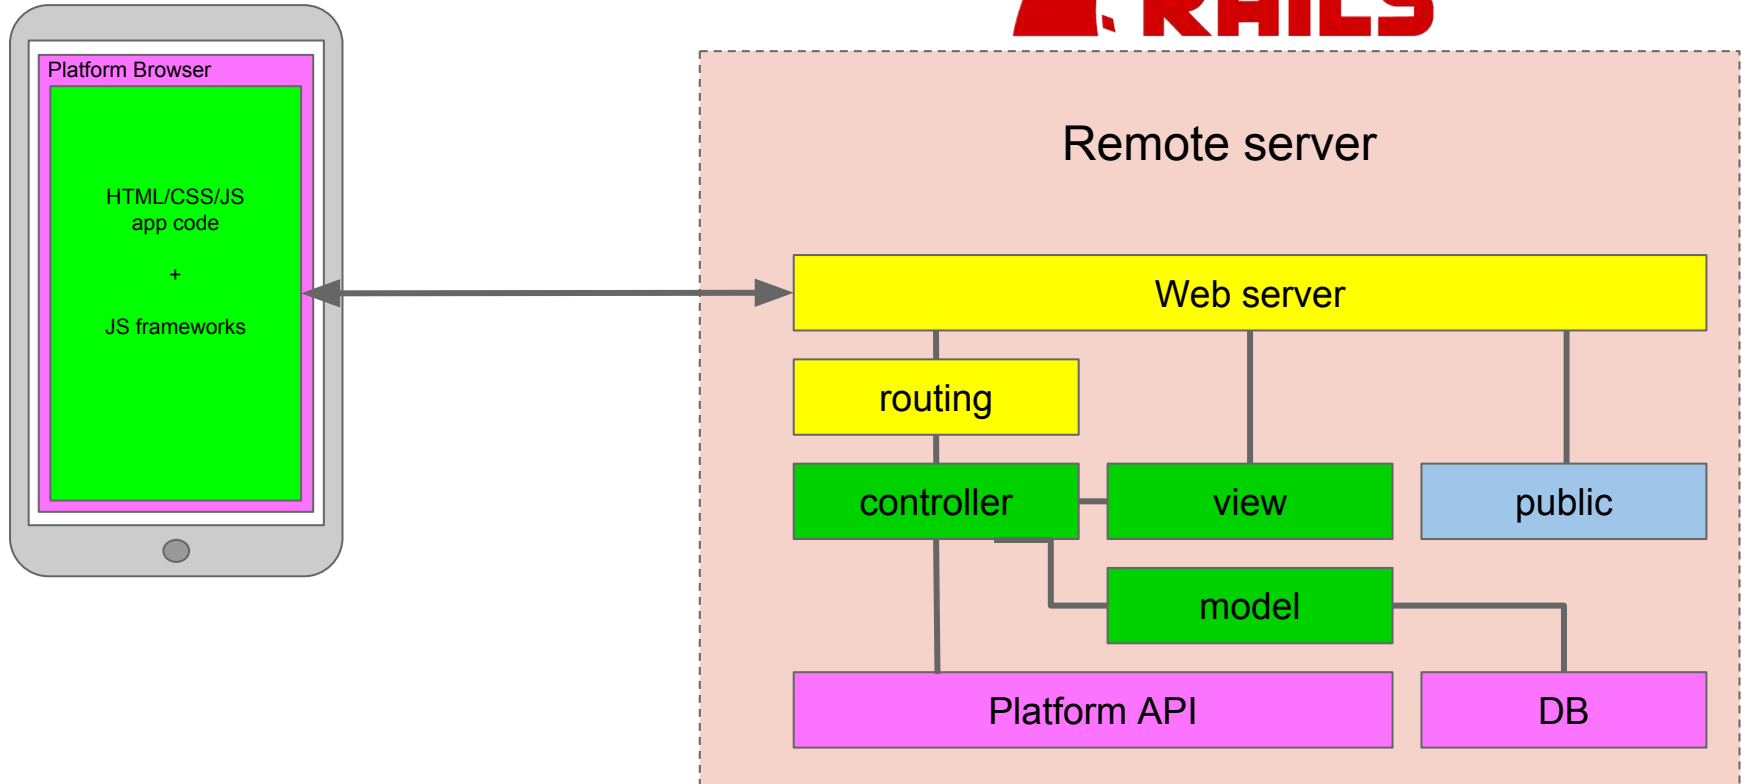 RAILS
Platform Browser
HTML/CSS/JS
app code
+
JS frameworks
Remote server
Web server
routing
controller
view
public
model
Platform API
DB